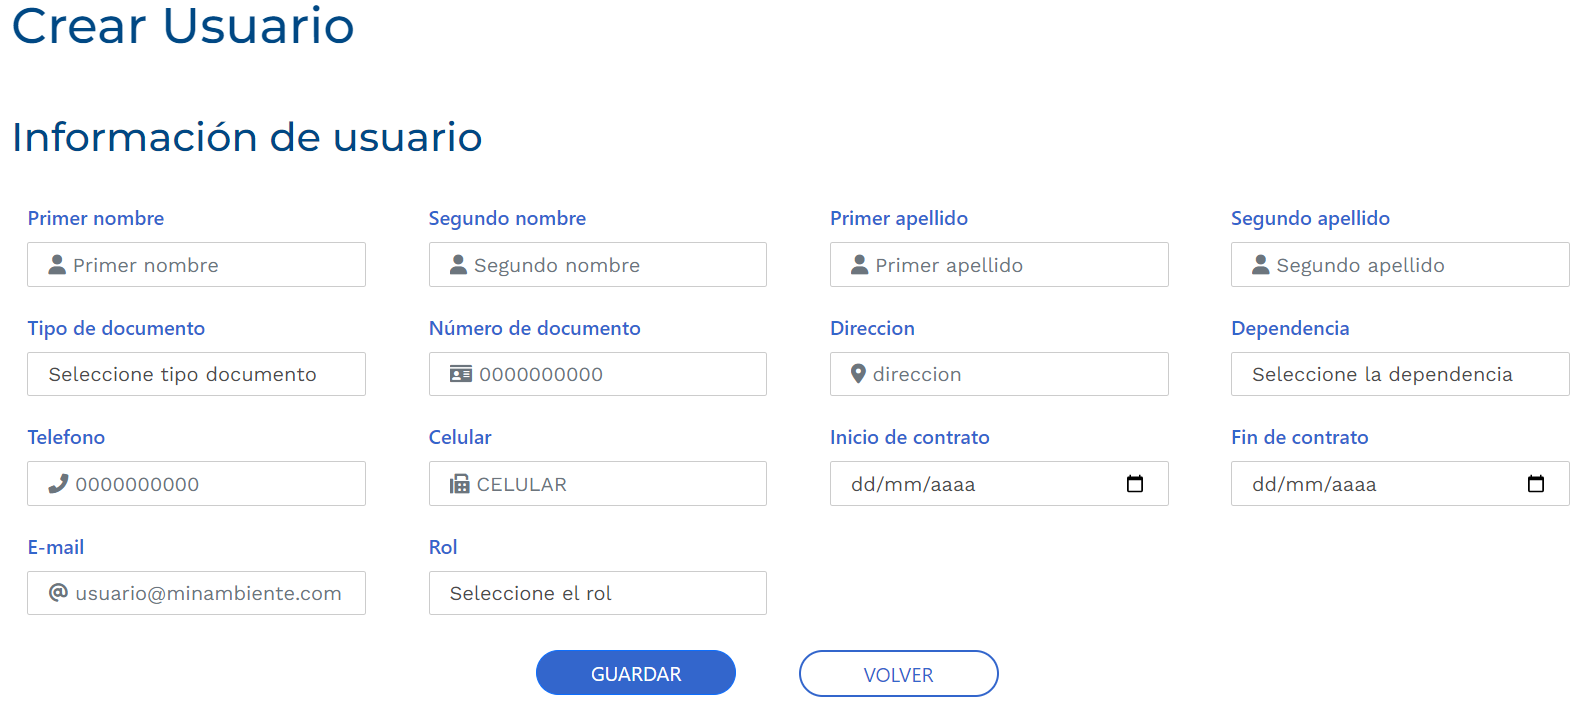 Crear Usuario
Información de usuario
Primer nombre
Segundo nombre
Primer apellido
Segundo apellido
Primer nombre
Segundo nombre
Primer apellido
Segundo apellido
Tipo de documento
Número de documento
Direccion
Dependencia
Seleccione tipo documento
0000000000
direccion
Seleccione la dependencia
Telefono
Celular
Inicio de contrato
Fin de contrato
0000000000
CELULAR
dd/mm/aaaa
dd/mm/aaaa
E-mail
Rol
usuario@minambiente.com
Seleccione el rol
GUARDAR
VOLVER